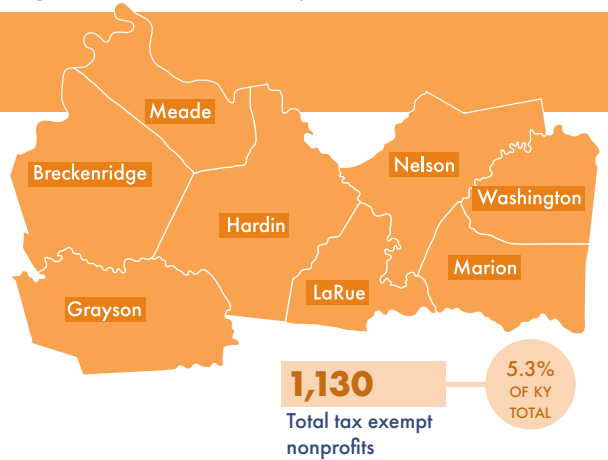 Meade
Breckenridge
Nelson
Washington
Hardin
Marion
LaRue
Grayson
1,130
Total tax exempt
nonprofits
5.3%
OF KY
TOTAL